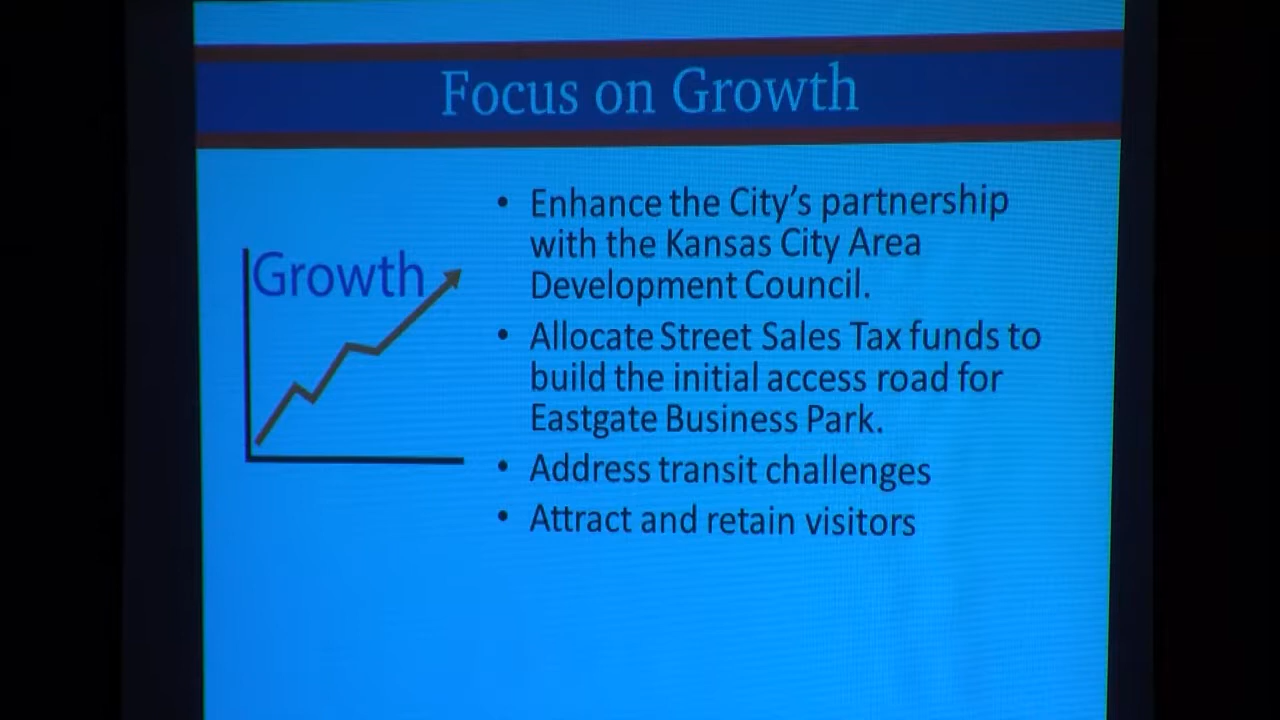 Focus on Growth
Growth
• Enhance the City's partnership
with the Kansas City Area
Development Council.
• Allocate Street Sales Tax funds to
build the initial access road for
Eastgate Business Park.
• Address transit challenges
• Attract and retain visitors